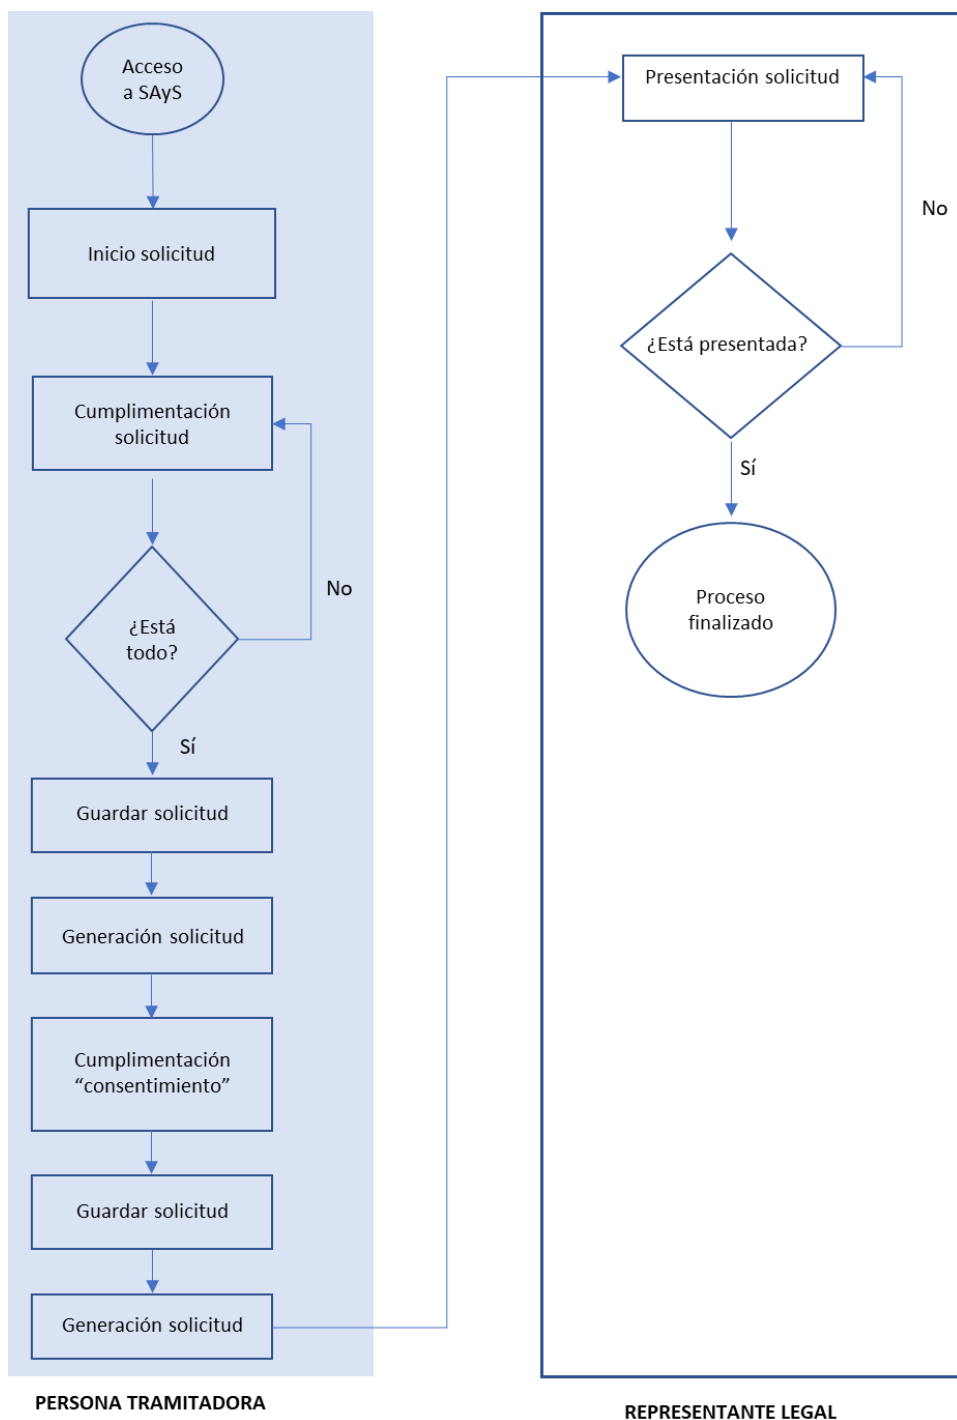 Acceso
a SAyS
Inicio solicitud
Cumplimentación
solicitud
No
¿Está
todo?
Sí
Guardar solicitud
Generación solicitud
Cumplimentación
“consentimiento”
Guardar solicitud
Generación solicitud
PERSONA TRAMITADORA
Presentación solicitud
No
¿Está presentada?
Sí
Proceso
finalizado
REPRESENTANTE LEGAL